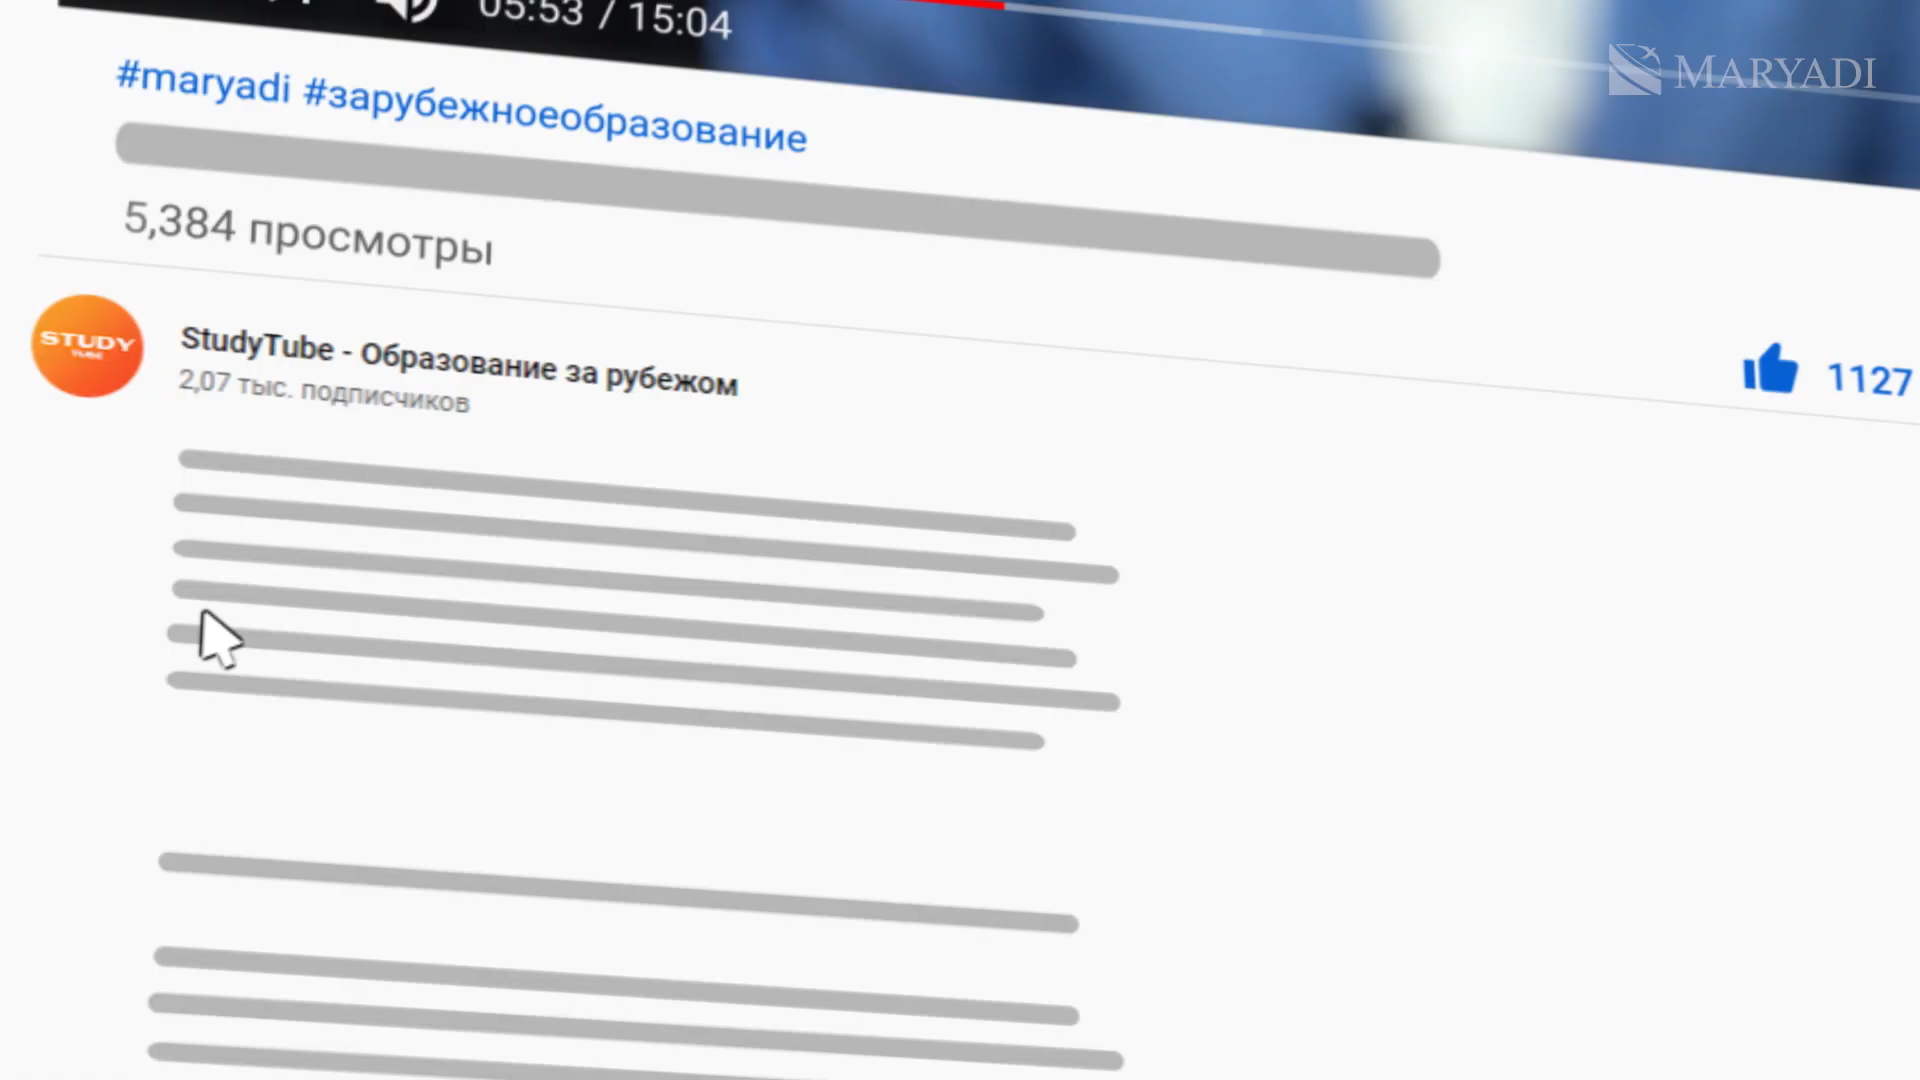 05:53 / 15:04
MARYADI
#maryadi #зарубежноеобразование
5,384 просмотры
STUDY
TUBE
StudyTube - Образование за рубежом
2,07 тыс. подписчиков
1127